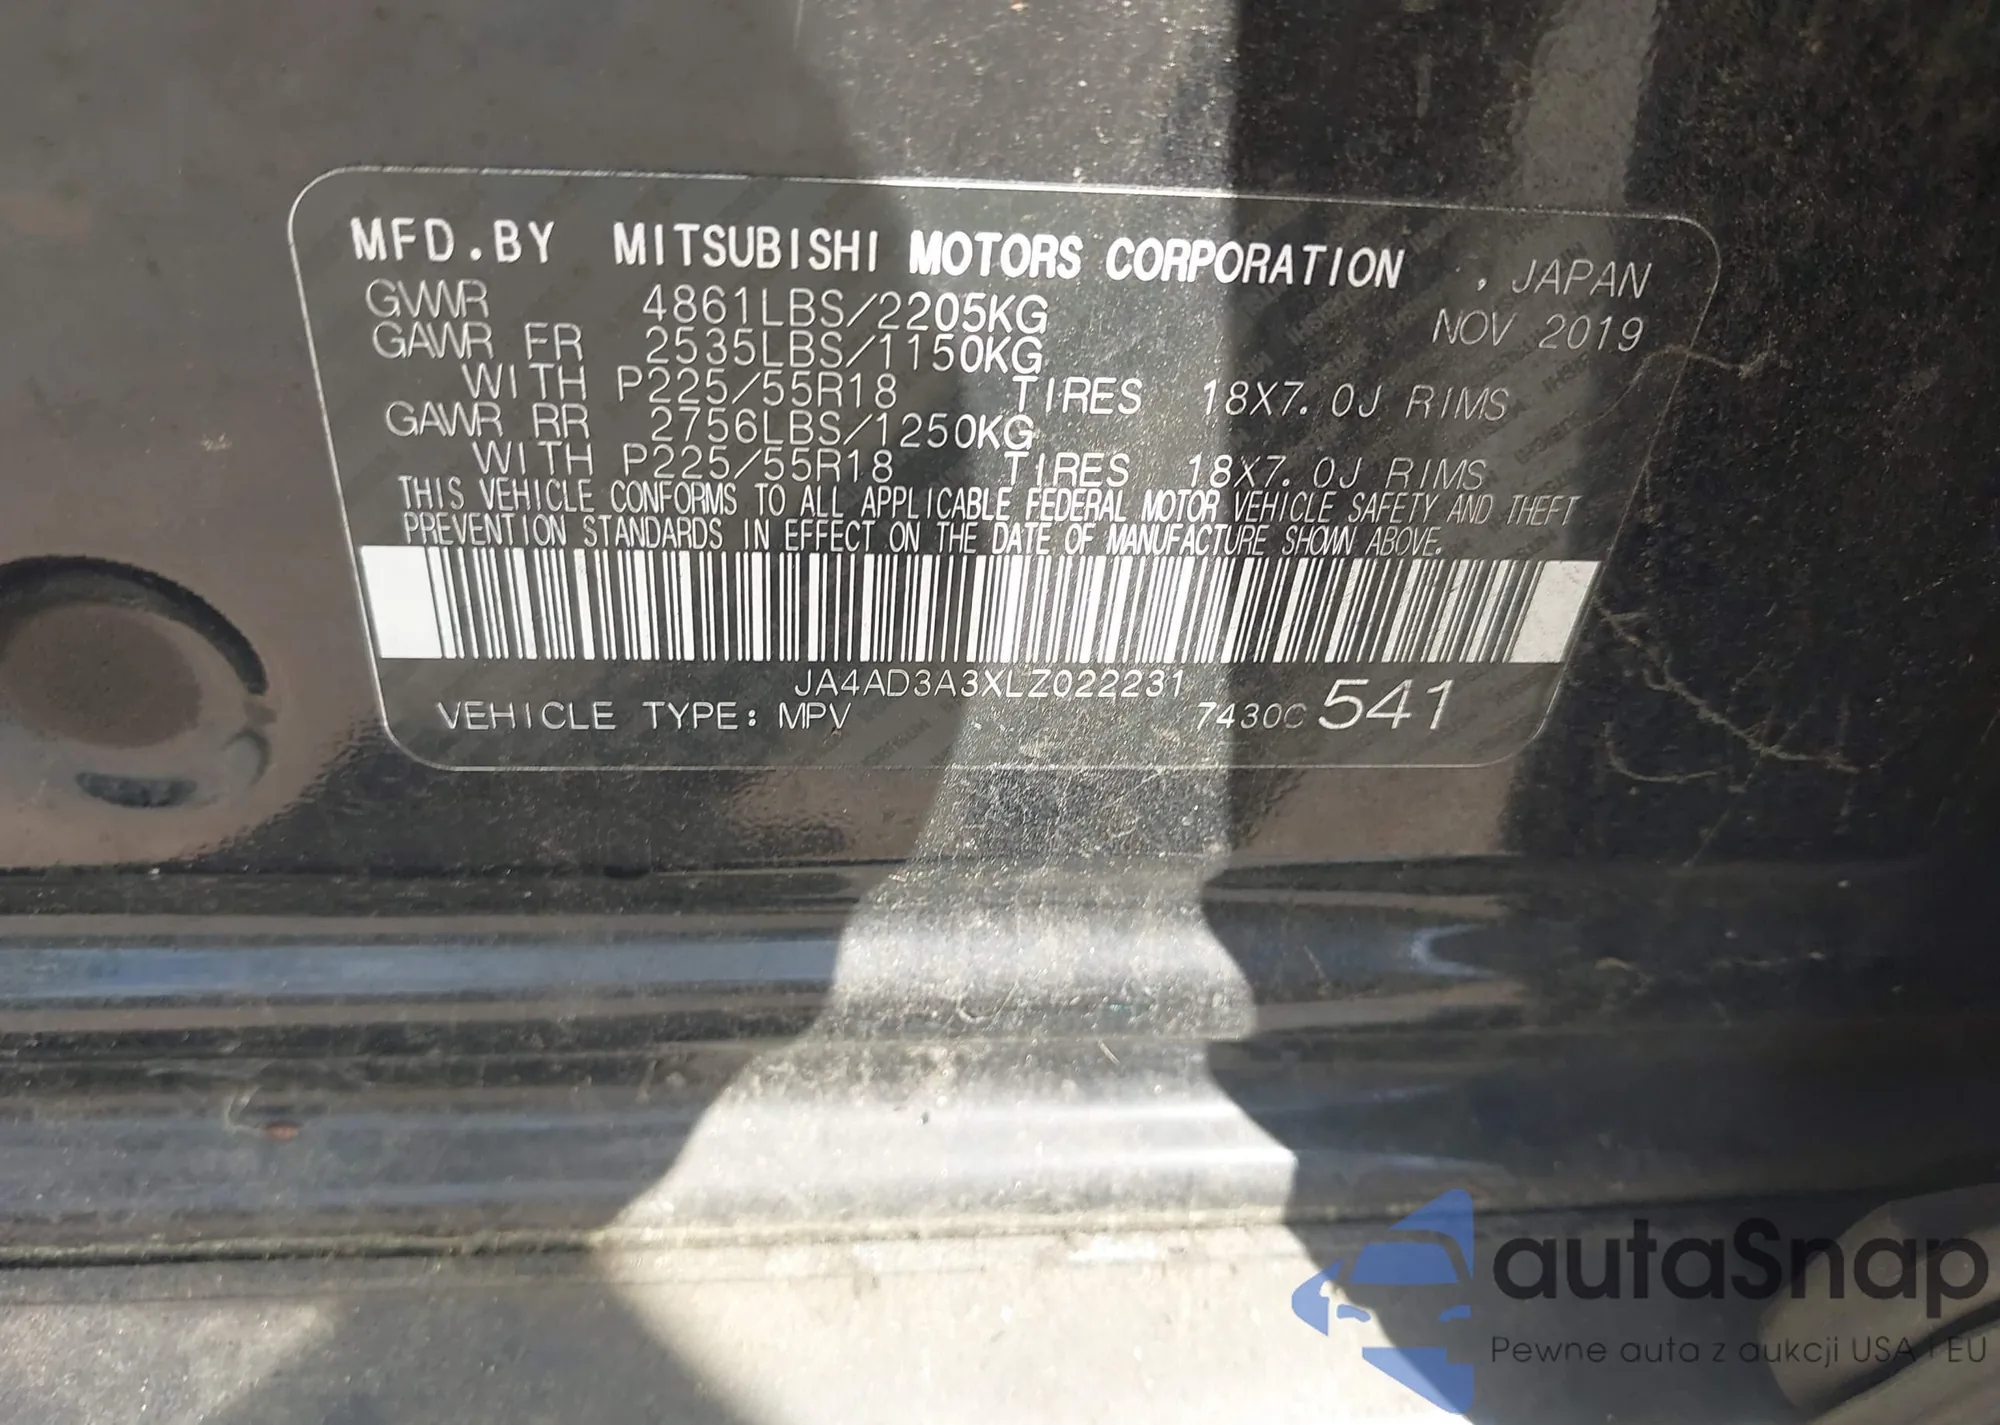 MFD.BY MITSUBISHI MOTORS CORPORATION , JAPAN
GVWR 4861LBS/2205KG NOV 2019
GAWR FR 2535LBS/1150KG
WITH P225/55R18 TIRES 18X7.0J RIMS
GAWR RR 2756LBS/1250KG
WITH P225/55R18 TIRES 18X7.0J RIMS
THIS VEHICLE CONFORMS TO ALL APPLICABLE FEDERAL MOTOR VEHICLE SAFETY AND THEFT
PREVENTION STANDARDS IN EFFECT ON THE DATE OF MANUFACTURE SHOWN ABOVE.
JA4AD3A3XLZ022231
VEHICLE TYPE: MPV 7430C 541
autaSnap
Pewne auta z aukcji USA i EU